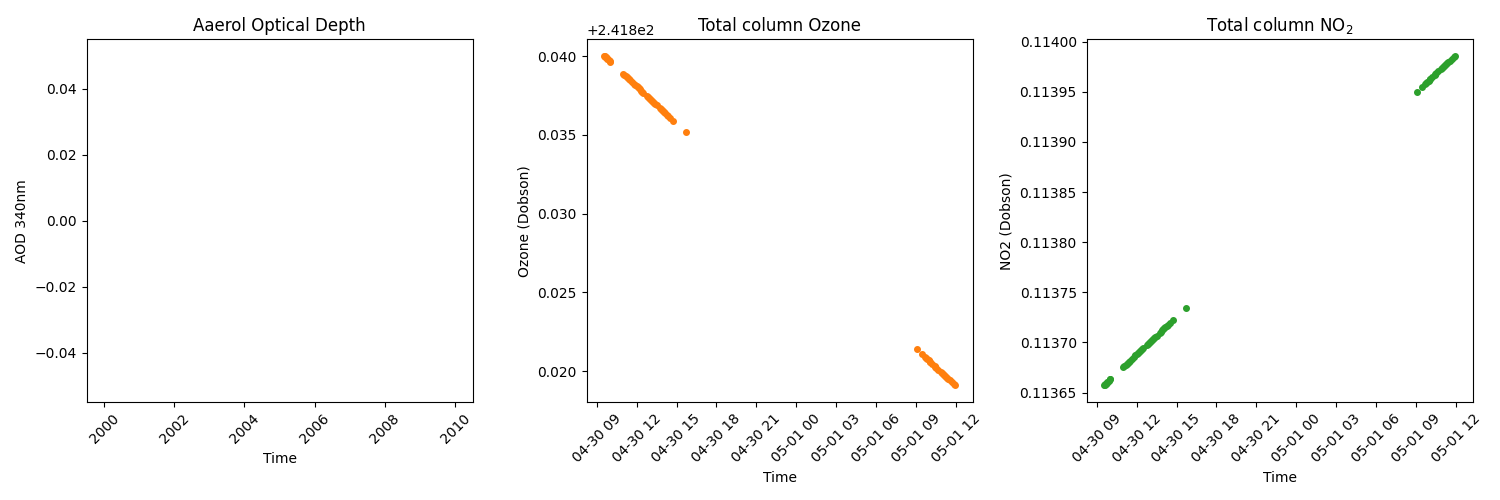 Aaerol Optical Depth
AOD 340nm
0.04
0.02
0.00
−0.02
−0.04
2000 2002 2004 2006 2008 2010
Time
Total column Ozone
+2.418e2
Ozone (Dobson)
0.040
0.035
0.030
0.025
0.020
04-30 09 04-30 12 04-30 15 04-30 18 04-30 21 05-01 00 05-01 03 05-01 06 05-01 09 05-01 12
Time
Total column NO₂
NO2 (Dobson)
0.11400
0.11395
0.11390
0.11385
0.11380
0.11375
0.11370
0.11365
04-30 09 04-30 12 04-30 15 04-30 18 04-30 21 05-01 00 05-01 03 05-01 06 05-01 09 05-01 12
Time